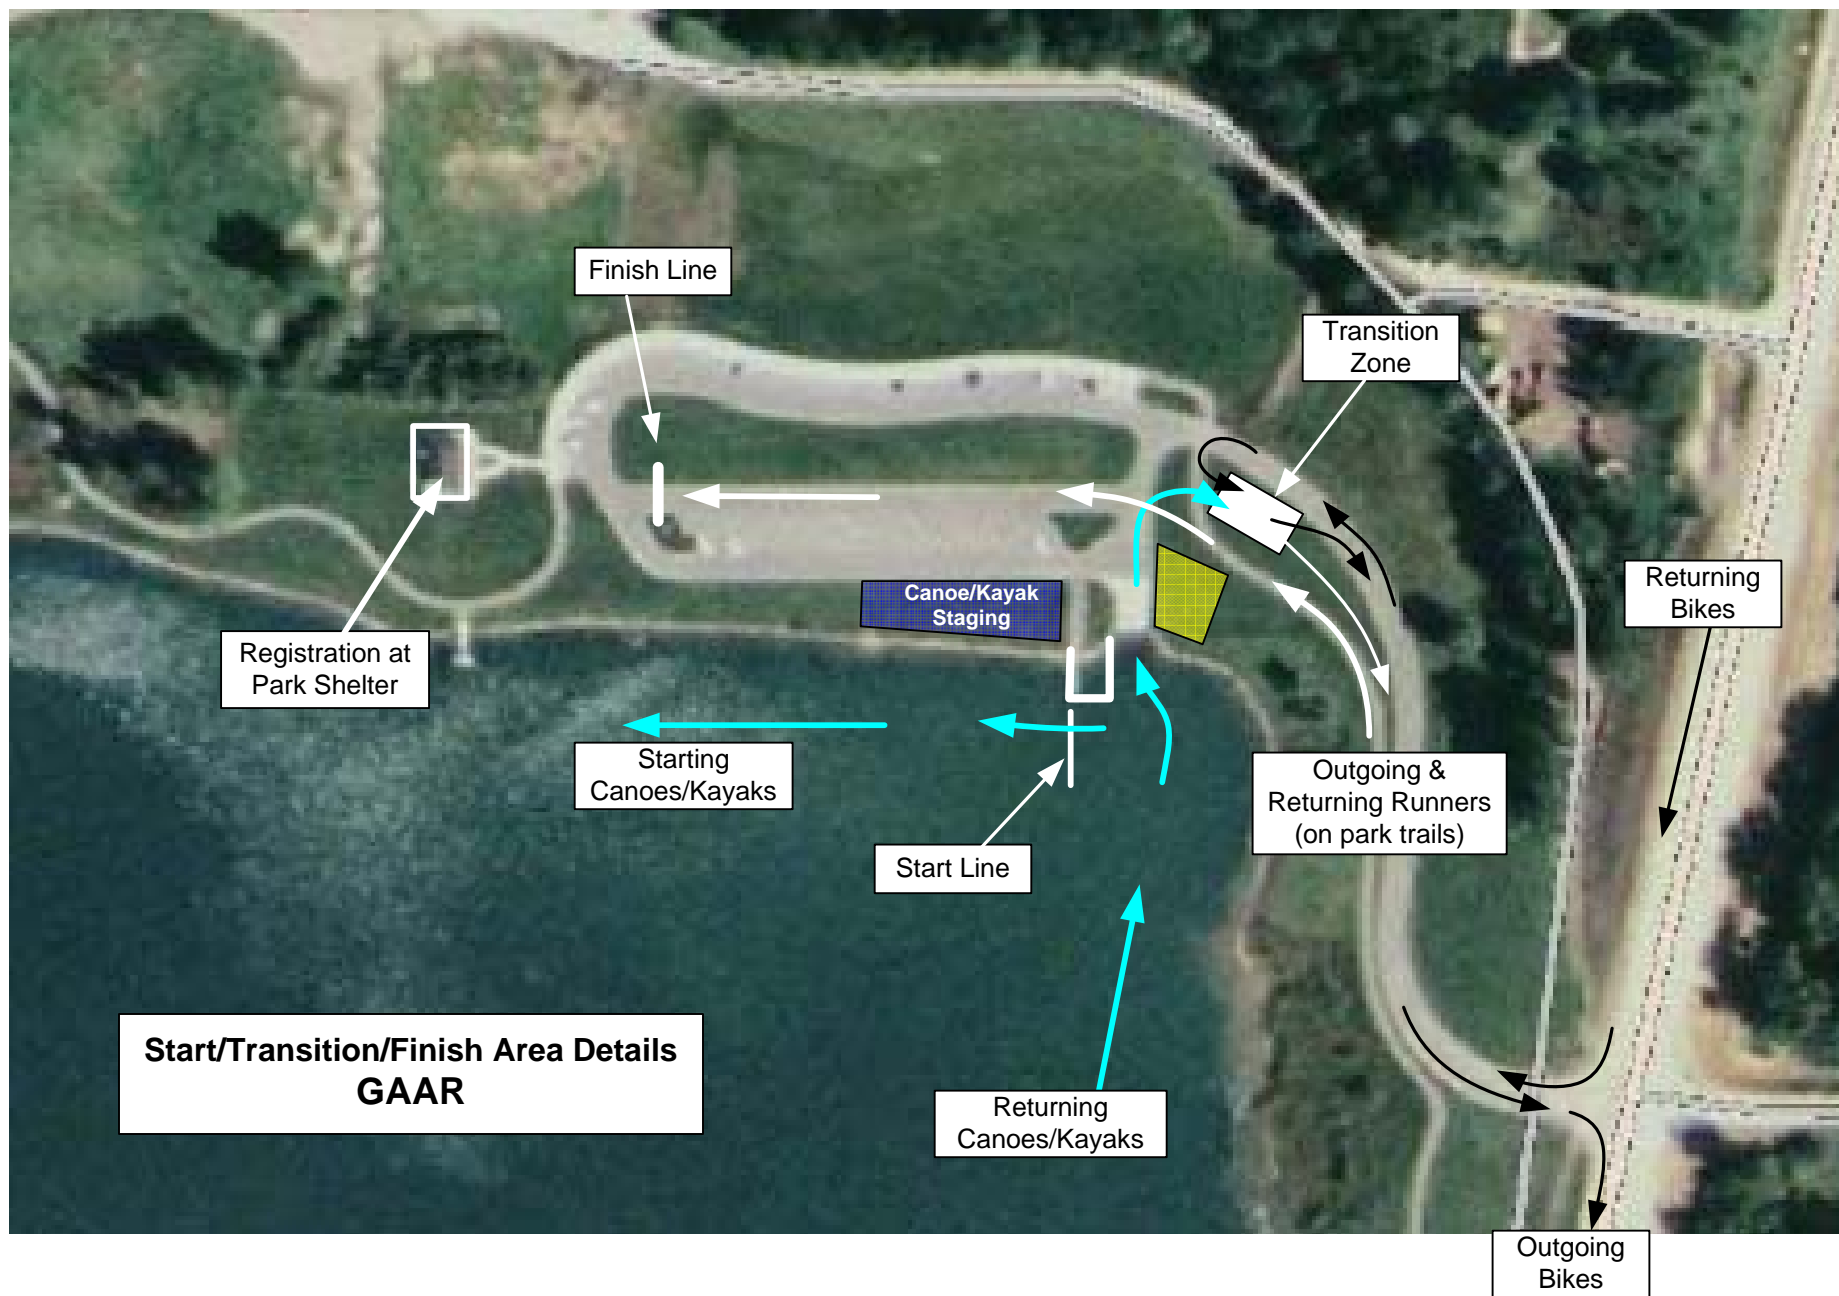 Finish Line
Transition
Zone
Returning
Bikes
Canoe/Kayak
Staging
Registration at
Park Shelter
Starting
Canoes/Kayaks
Outgoing &
Returning Runners
(on park trails)
Start Line
Start/Transition/Finish Area Details
GAAR
Returning
Canoes/Kayaks
Outgoing
Bikes